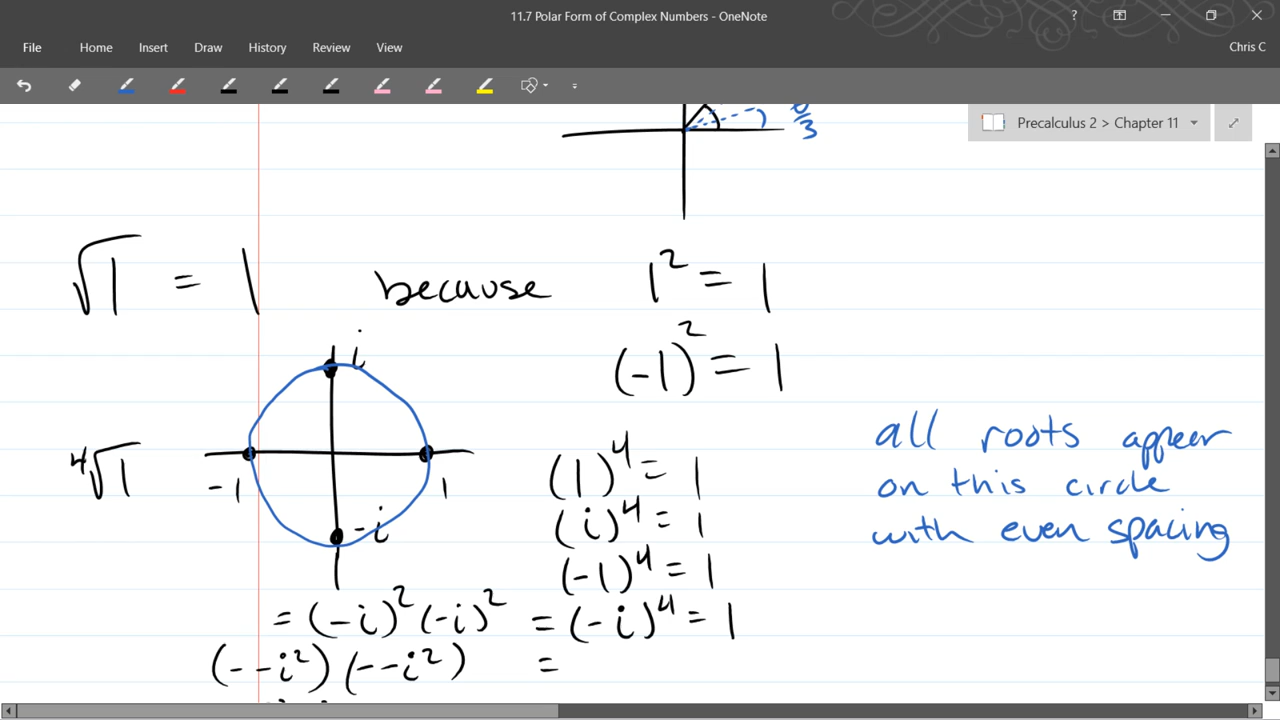 11.7 Polar Form of Complex Numbers - OneNote
?
File Home Insert Draw History Review View
Chris C
Precalculus 2 > Chapter 11
θ/3
√1 = 1 because 1² = 1
(-1)² = 1
i
-1 1
-i
⁴√1
(1)⁴ = 1
(i)⁴ = 1
(-1)⁴ = 1
= (-i)²(-i)² = (-i)⁴ = 1
(--i²)(--i²) =
all roots appear
on this circle
with even spacing